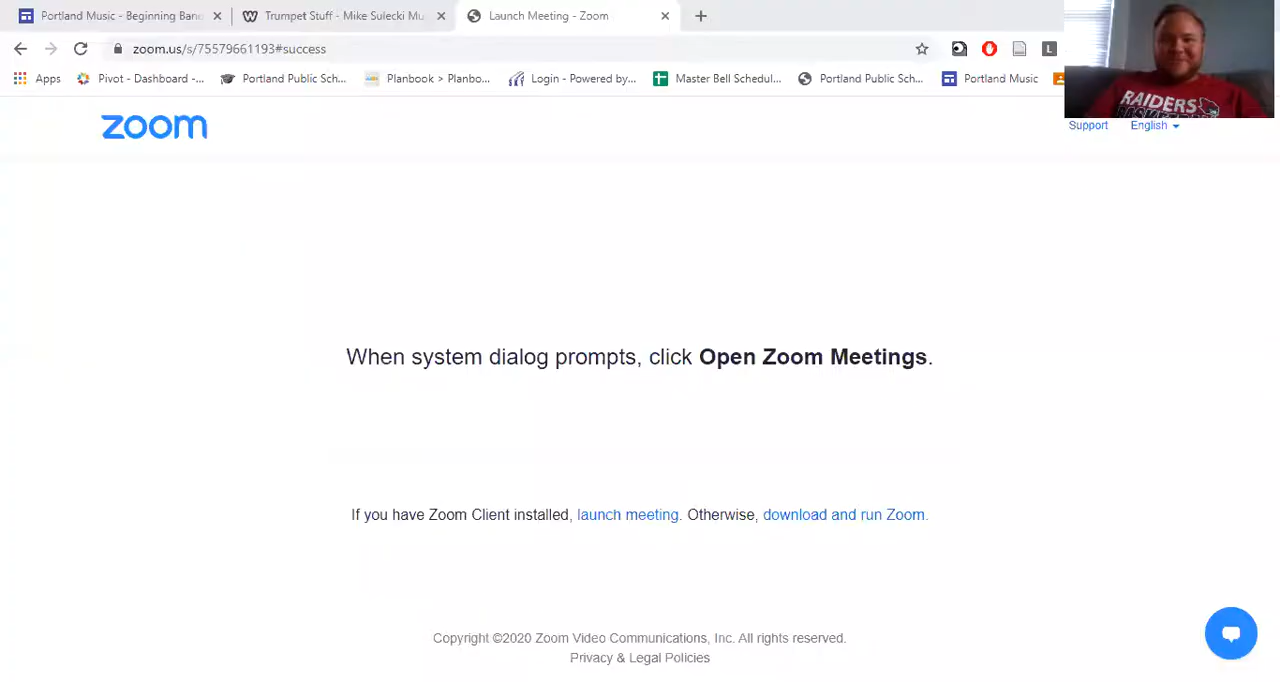 Portland Music - Beginning Band
Trumpet Stuff - Mike Sulecki Mu
Launch Meeting - Zoom
zoom.us/s/75579661193#success
L
Apps
Pivot - Dashboard -...
Portland Public Sch...
Planbook > Planbo...
Login - Powered by...
Master Bell Schedul...
Portland Public Sch...
Portland Music
RAIDERS
BASKETBALL
zoom
Support
English
When system dialog prompts, click Open Zoom Meetings.
If you have Zoom Client installed, launch meeting. Otherwise, download and run Zoom.
Copyright ©2020 Zoom Video Communications, Inc. All rights reserved.
Privacy & Legal Policies